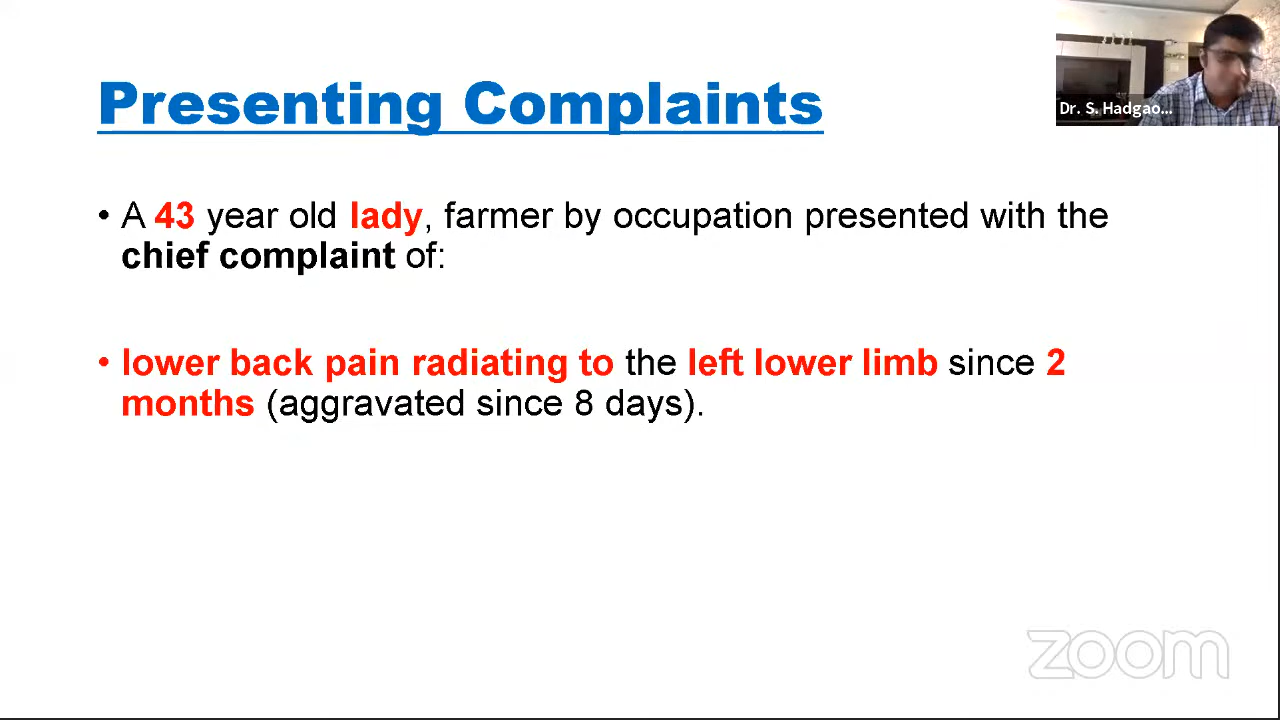 Presenting Complaints
Dr. S. Hadgao...
• A 43 year old lady, farmer by occupation presented with the
chief complaint of:
• lower back pain radiating to the left lower limb since 2
months (aggravated since 8 days).
zoom